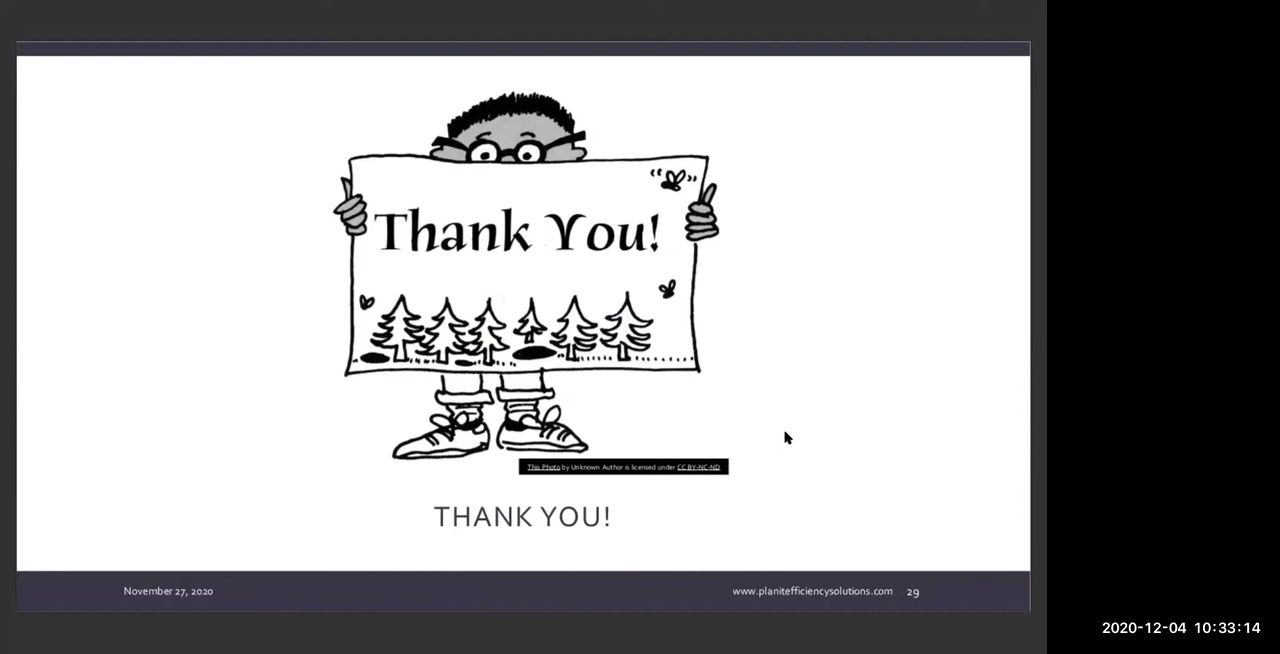 Thank You!
This Photo by Unknown Author is licensed under CC BY-NC-ND
THANK YOU!
November 27, 2020
www.planitefficiencysolutions.com
29
2020-12-04 10:33:14